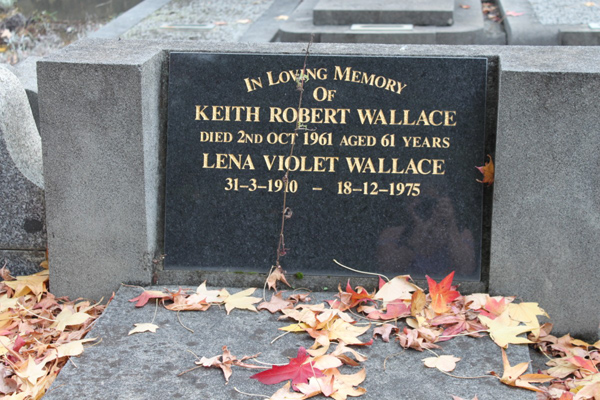 IN LOVING MEMORY
OF
KEITH ROBERT WALLACE
DIED 2ND OCT 1961 AGED 61 YEARS
LENA VIOLET WALLACE
31-3-1910 - 18-12-1975